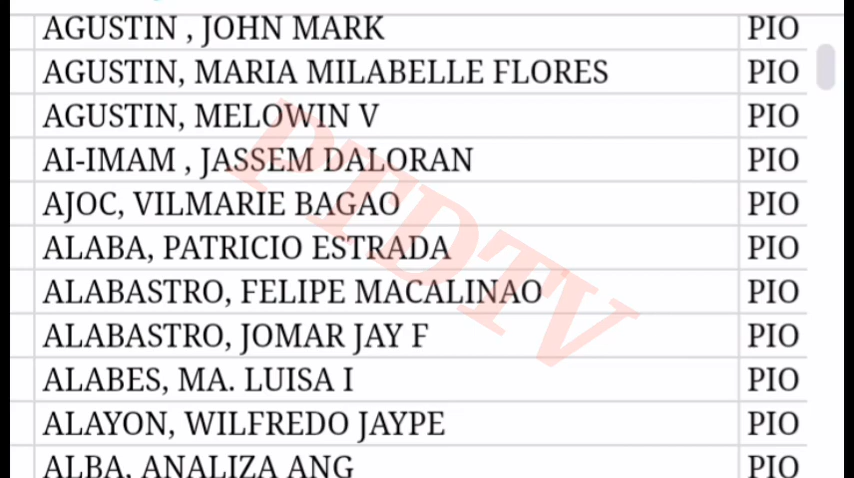 AGUSTIN , JOHN MARK PIO
AGUSTIN, MARIA MILABELLE FLORES PIO
AGUSTIN, MELOWIN V PIO
AI-IMAM , JASSEM DALORAN PIO
AJOC, VILMARIE BAGAO PIO
ALABA, PATRICIO ESTRADA PIO
ALABASTRO, FELIPE MACALINAO PIO
ALABASTRO, JOMAR JAY F PIO
ALABES, MA. LUISA I PIO
ALAYON, WILFREDO JAYPE PIO
ALBA, ANALIZA ANG PIO
PTDTV